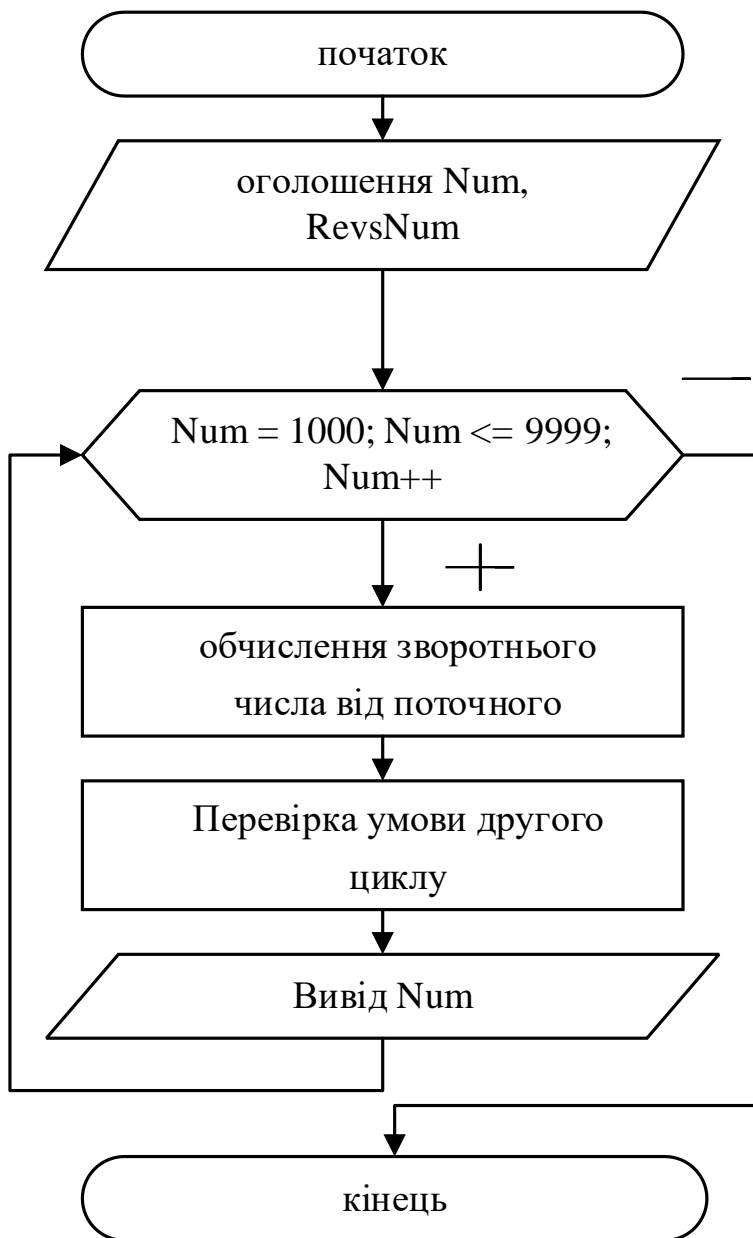 початок
оголошення Num,
RevsNum
Num = 1000; Num <= 9999;
Num++
обчислення зворотнього
числа від поточного
Перевірка умови другого
циклу
Вивід Num
кінець